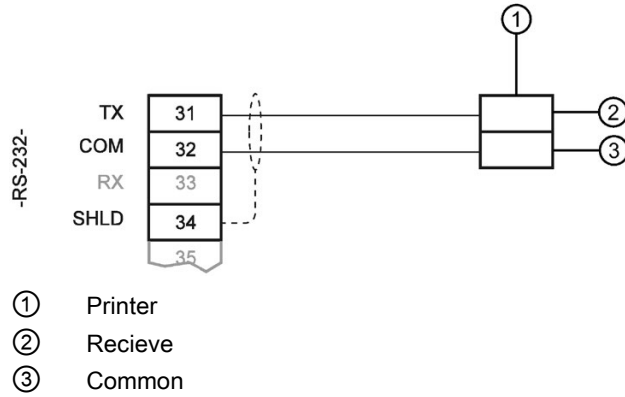 ①
-RS-232-
TX 31 ②
COM 32 ③
RX 33
SHLD 34
35
① Printer
② Recieve
③ Common